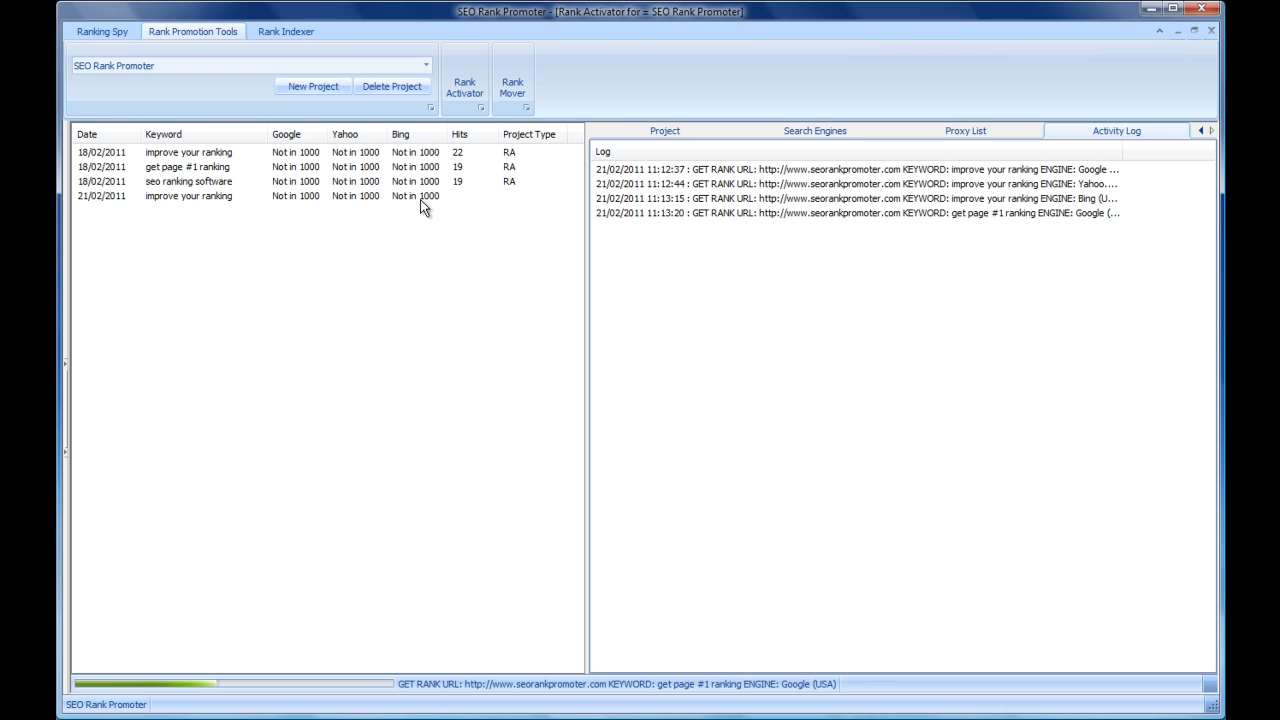 SEO Rank Promoter - [Rank Activator for = SEO Rank Promoter]
Ranking Spy Rank Promotion Tools Rank Indexer
SEO Rank Promoter
New Project Delete Project
Rank Activator
Rank Mover
Date Keyword Google Yahoo Bing Hits Project Type
18/02/2011 improve your ranking Not in 1000 Not in 1000 Not in 1000 22 RA
18/02/2011 get page #1 ranking Not in 1000 Not in 1000 Not in 1000 19 RA
18/02/2011 seo ranking software Not in 1000 Not in 1000 Not in 1000 19 RA
21/02/2011 improve your ranking Not in 1000 Not in 1000 Not in 1000
Project Search Engines Proxy List Activity Log
Log
21/02/2011 11:12:37 : GET RANK URL: http://www.seorankpromoter.com KEYWORD: improve your ranking ENGINE: Google ...
21/02/2011 11:12:44 : GET RANK URL: http://www.seorankpromoter.com KEYWORD: improve your ranking ENGINE: Yahoo....
21/02/2011 11:13:15 : GET RANK URL: http://www.seorankpromoter.com KEYWORD: improve your ranking ENGINE: Bing (U...
21/02/2011 11:13:20 : GET RANK URL: http://www.seorankpromoter.com KEYWORD: get page #1 ranking ENGINE: Google (...
GET RANK URL: http://www.seorankpromoter.com KEYWORD: get page #1 ranking ENGINE: Google (USA)
SEO Rank Promoter